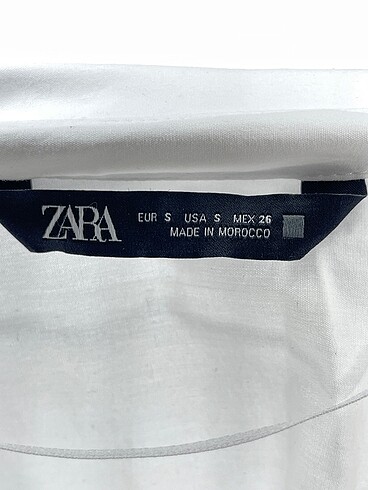 ZARA
EUR S USA S MEX 26
MADE IN MOROCCO